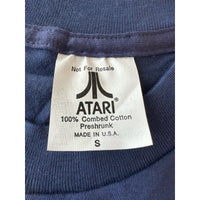 Not For Resale
ATARI®
100% Combed Cotton
Preshrunk
MADE IN U.S.A.
S